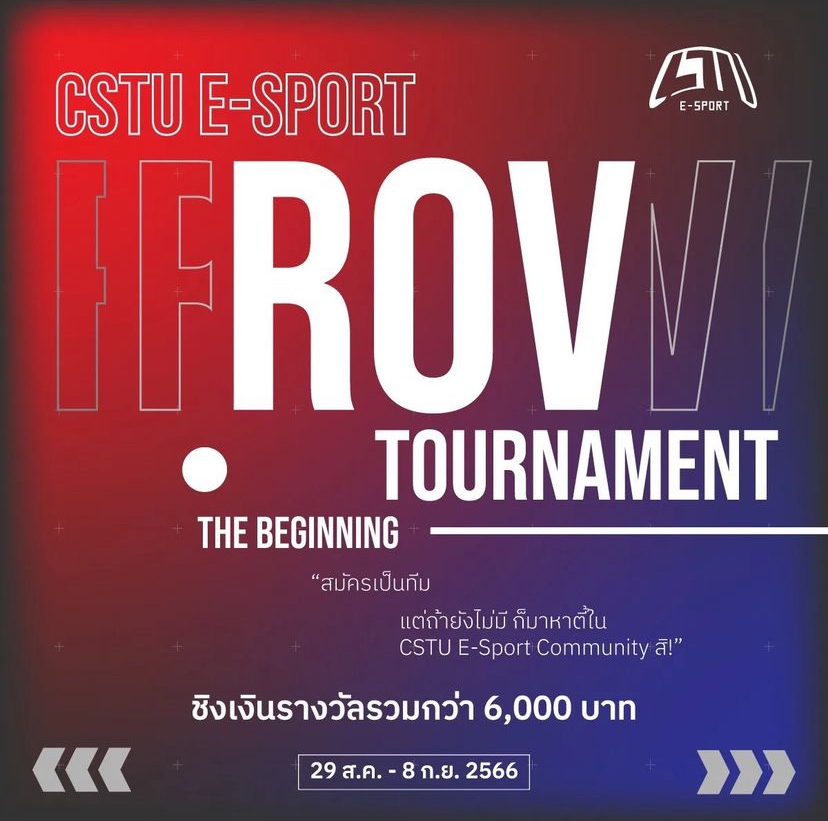 CSTU E-SPORT
CSTU
E-SPORT
ROV
TOURNAMENT
THE BEGINNING
“สมัครเป็นทีม
แต่ถ้ายังไม่มี ก็มาหาตี้ใน
CSTU E-Sport Community สิ!”
ชิงเงินรางวัลรวมกว่า 6,000 บาท
29 ส.ค. - 8 ก.ย. 2566